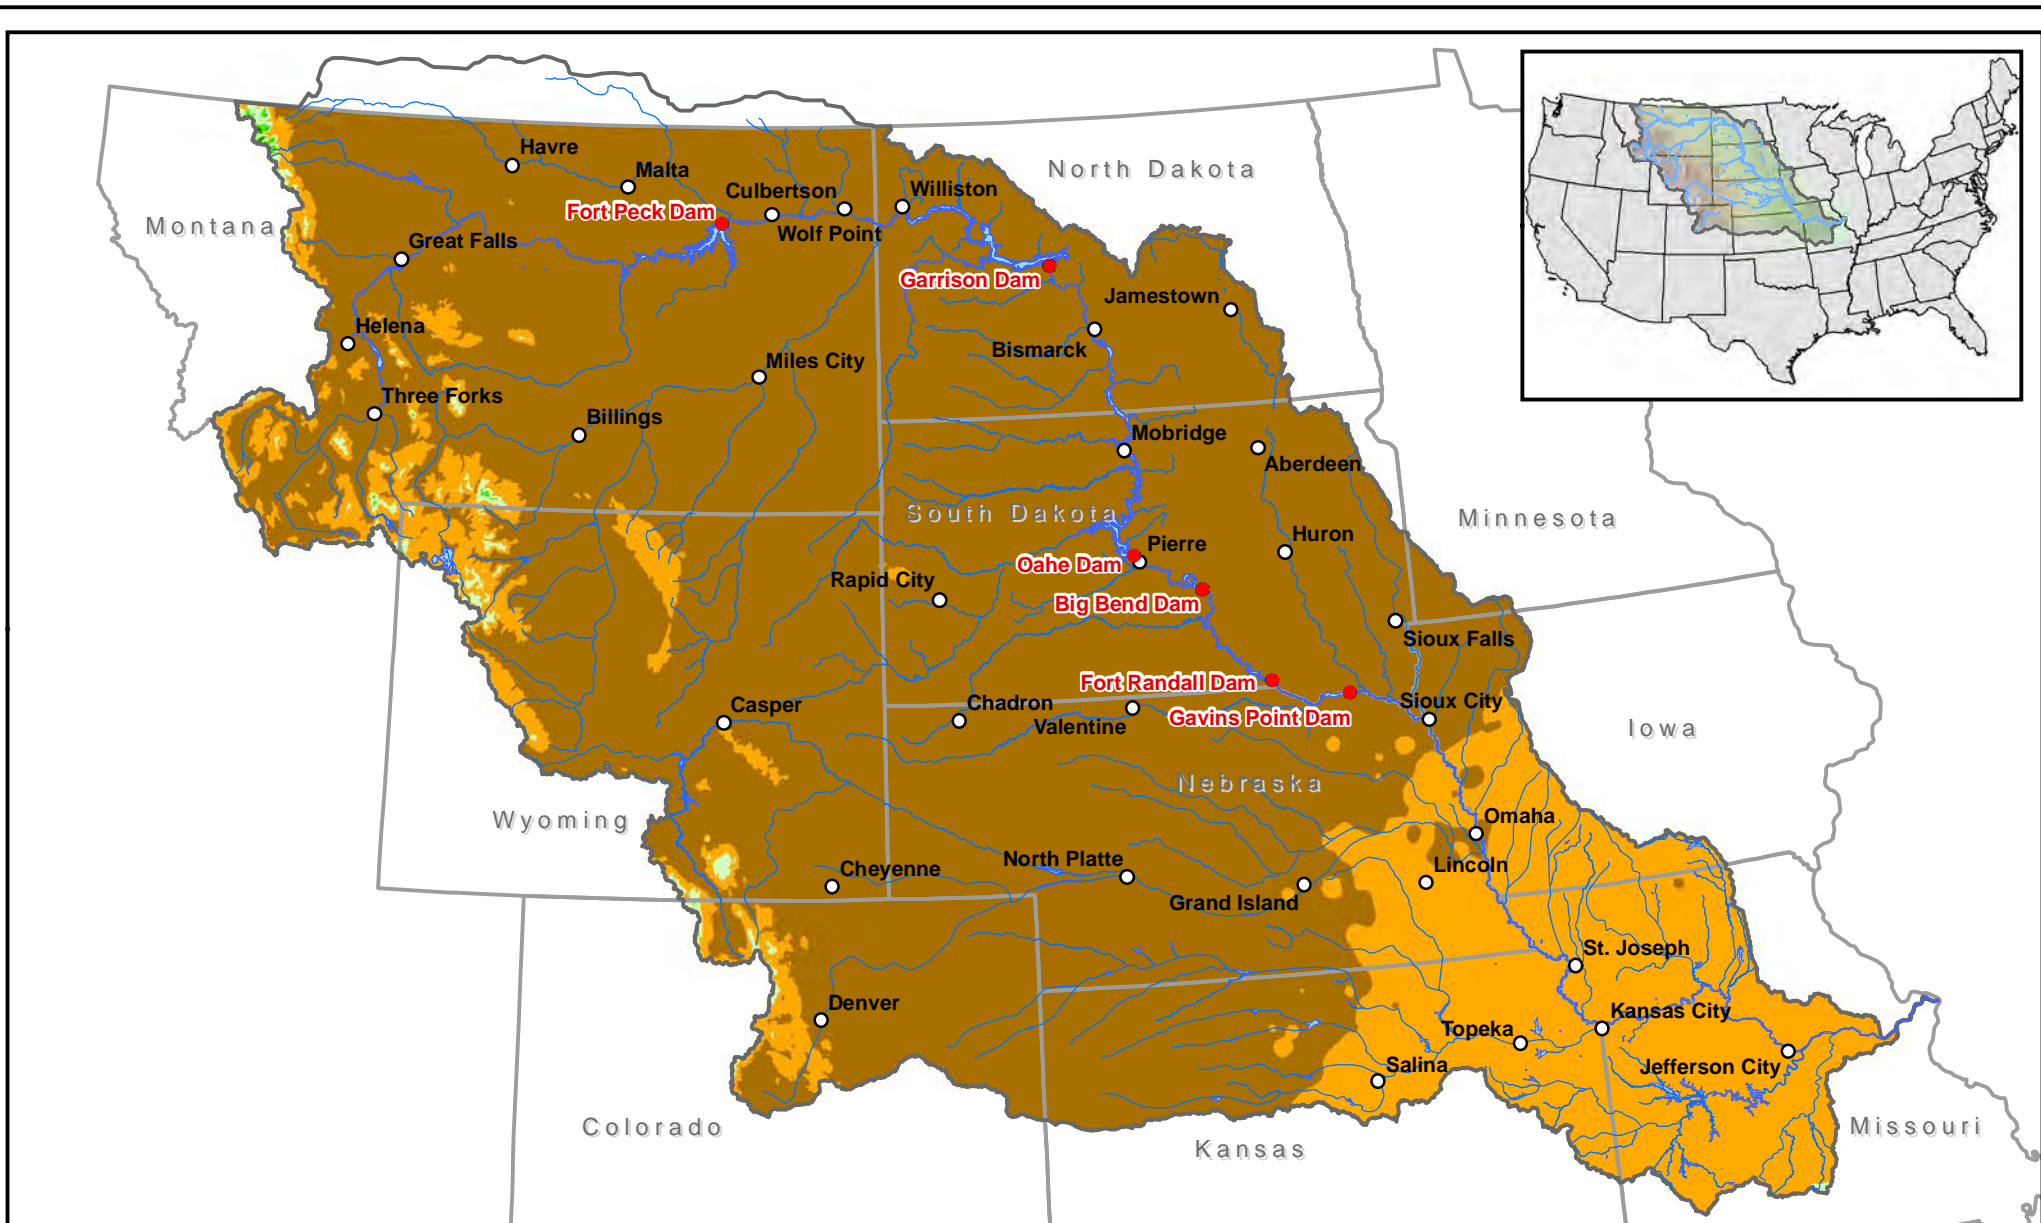 Havre
Malta
North Dakota
Culbertson
Williston
Fort Peck Dam
Montana
Wolf Point
Great Falls
Garrison Dam
Jamestown
Helena
Bismarck
Miles City
Three Forks
Billings
Mobridge
Aberdeen
South Dakota
Minnesota
Huron
Pierre
Oahe Dam
Rapid City
Big Bend Dam
Sioux Falls
Fort Randall Dam
Sioux City
Casper
Chadron
Valentine
Gavins Point Dam
Iowa
Nebraska
Wyoming
Omaha
North Platte
Lincoln
Cheyenne
Grand Island
St. Joseph
Denver
Kansas City
Topeka
Salina
Jefferson City
Colorado
Missouri
Kansas